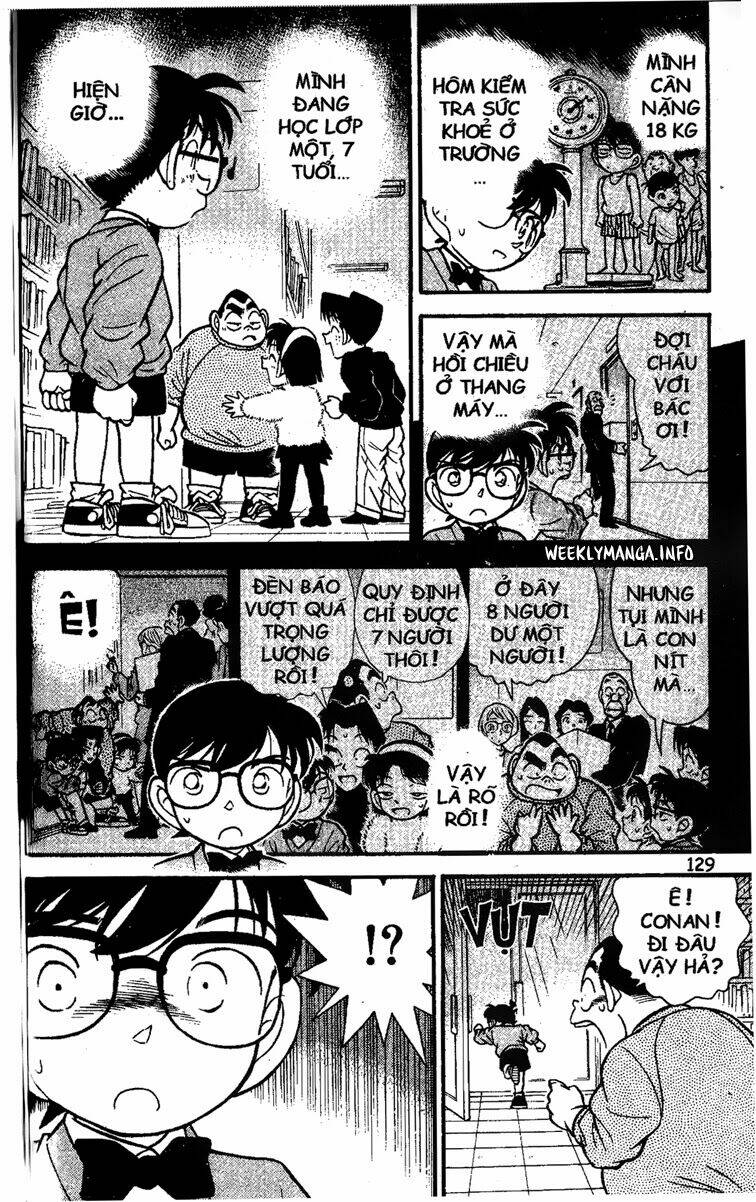 HIỆN
GIỜ...
MÌNH
ĐANG
HỌC LỚP
MỘT, 7
TUỔI...
HÔM KIỂM
TRA SỨC
KHOẺ Ở
TRƯỜNG
...
MÌNH
CÂN
NẶNG
18 KG
VẬY MÀ
HỒI CHIỀU
Ở THANG
MÁY...
ĐỢI
CHÁU
VỚI
BÁC
ƠI!
WEEKLYMANGA.INFO
Ê!
ĐÈN BÁO
VƯỢT QUÁ
TRỌNG
LƯỢNG
RỒI!
QUY ĐỊNH
CHỈ ĐƯỢC
7 NGƯỜI
THÔI!
Ở ĐÂY
8 NGƯỜI
DƯ MỘT
NGƯỜI!
NHƯNG
TỤI MÌNH
LÀ CON
NÍT
MÀ...
VẬY
LÀ RÕ
RỒI!
129
!?
VỤT
Ê!
CONAN!
ĐI ĐÂU
VẬY HẢ?